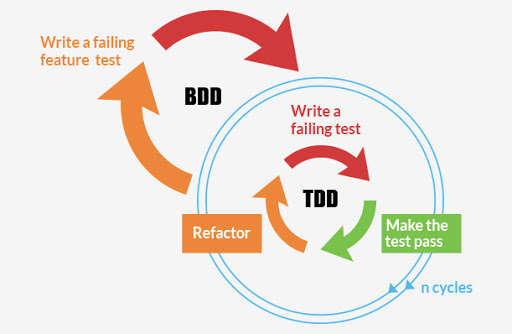 Write a failing
feature test
BDD
Write a
failing test
TDD
Refactor
Make the
test pass
n cycles